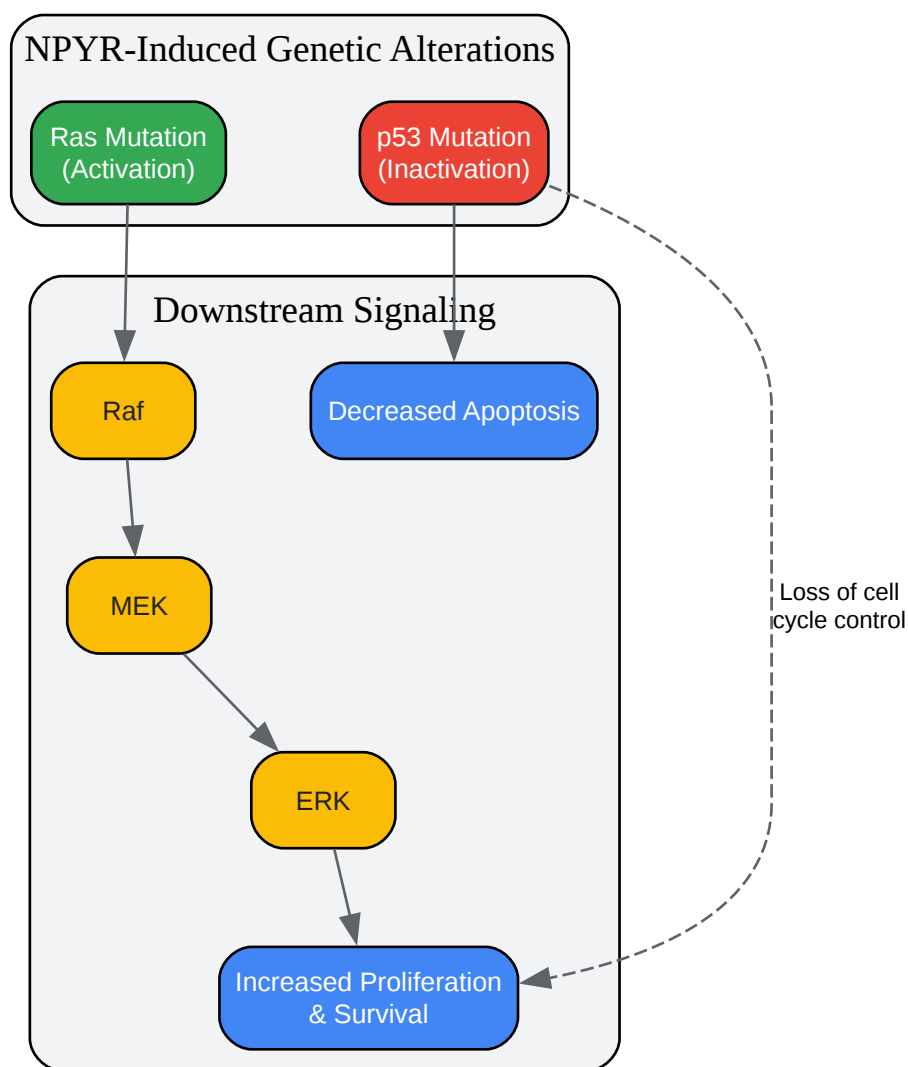 NPYR-Induced Genetic Alterations
Ras Mutation
(Activation)
p53 Mutation
(Inactivation)
Downstream Signaling
Raf
Decreased Apoptosis
MEK
Loss of cell
cycle control
ERK
Increased Proliferation
& Survival